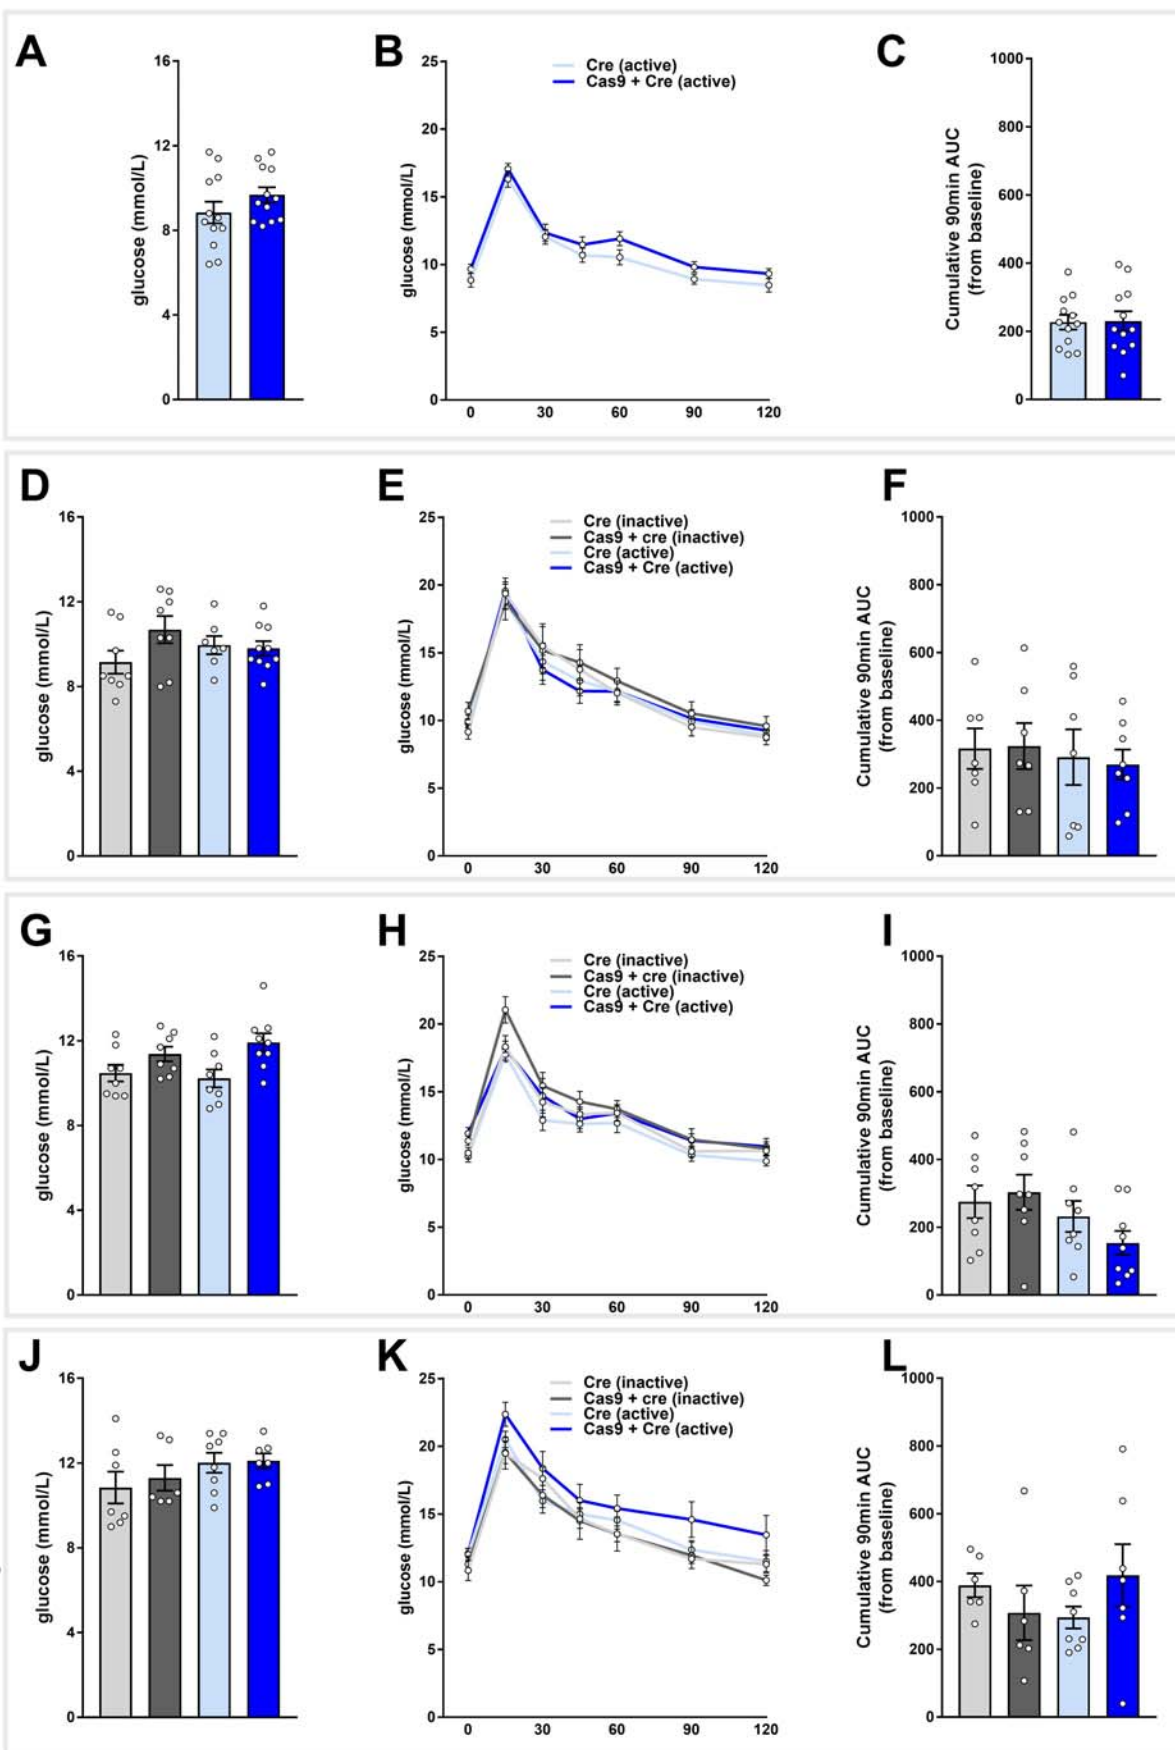 A
glucose (mmol/L)
16
12
8
4
0
B
glucose (mmol/L)
25
20
15
10
5
0
Cre (active)
Cas9 + Cre (active)
0 30 60 90 120
C
Cumulative 90min AUC
(from baseline)
1000
800
600
400
200
0
D
glucose (mmol/L)
16
12
8
4
0
E
glucose (mmol/L)
25
20
15
10
5
0
Cre (inactive)
Cas9 + cre (inactive)
Cre (active)
Cas9 + Cre (active)
0 30 60 90 120
F
Cumulative 90min AUC
(from baseline)
1000
800
600
400
200
0
G
glucose (mmol/L)
16
12
8
4
0
H
glucose (mmol/L)
25
20
15
10
5
0
Cre (inactive)
Cas9 + cre (inactive)
Cre (active)
Cas9 + Cre (active)
0 30 60 90 120
I
Cumulative 90min AUC
(from baseline)
1000
800
600
400
200
0
J
glucose (mmol/L)
16
12
8
4
0
K
glucose (mmol/L)
25
20
15
10
5
0
Cre (inactive)
Cas9 + cre (inactive)
Cre (active)
Cas9 + Cre (active)
0 30 60 90 120
L
Cumulative 90min AUC
(from baseline)
1000
800
600
400
200
0